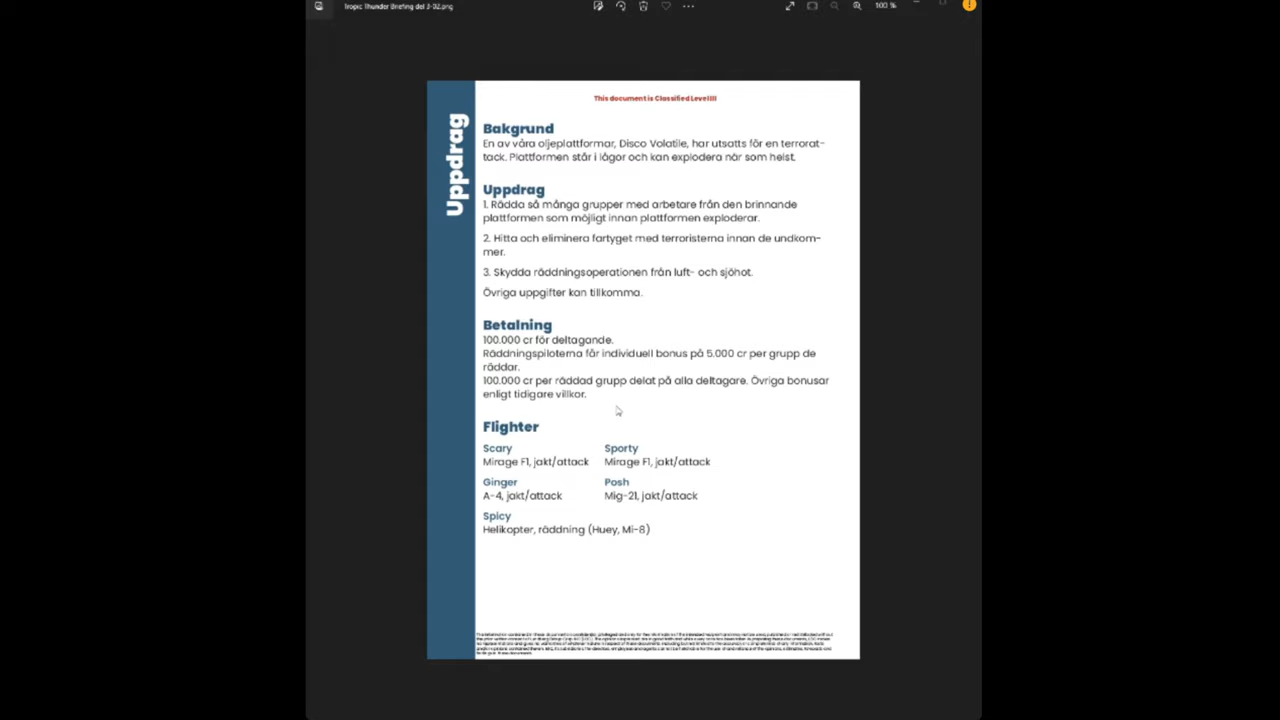 Tropic Thunder Briefing del 3-02.png
100 %
This document is Classified Level III
Uppdrag
Bakgrund
En av våra oljeplattformar, Disco Volatile, har utsatts för en terrorat-
tack. Plattformen står i lågor och kan explodera när som helst.
Uppdrag
1. Rädda så många grupper med arbetare från den brinnande
plattformen som möjligt innan plattformen exploderar.
2. Hitta och eliminera fartyget med terroristerna innan de undkom-
mer.
3. Skydda räddningsoperationen från luft- och sjöhot.
Övriga uppgifter kan tillkomma.
Betalning
100.000 cr för deltagande.
Räddningspiloterna får individuell bonus på 5.000 cr per grupp de
räddar.
100.000 cr per räddad grupp delat på alla deltagare. Övriga bonusar
enligt tidigare villkor.
Flighter
Scary
Mirage F1, jakt/attack
Sporty
Mirage F1, jakt/attack
Ginger
A-4, jakt/attack
Posh
Mig-21, jakt/attack
Spicy
Helikopter, räddning (Huey, Mi-8)